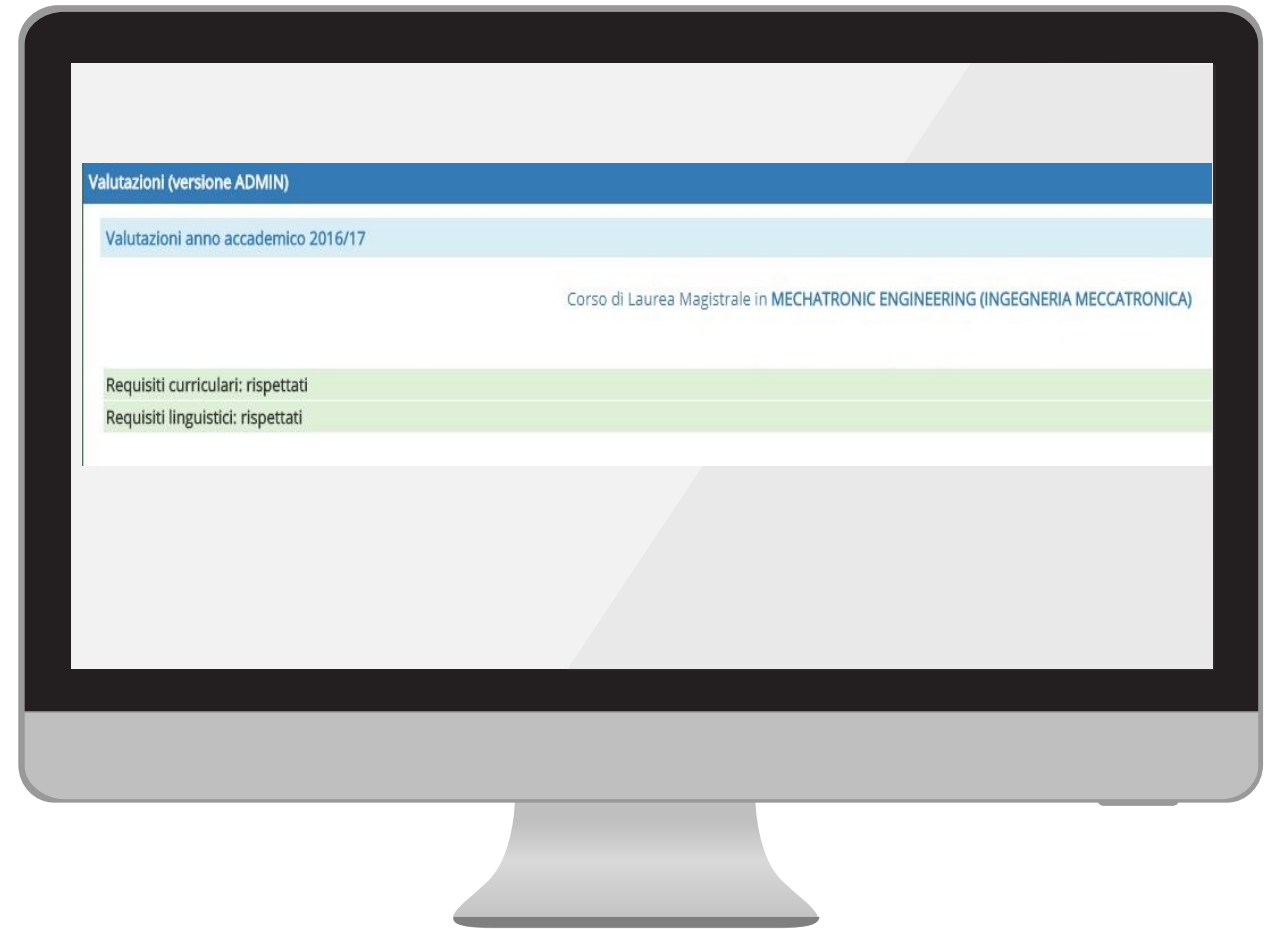 Valutazioni (versione ADMIN)
Valutazioni anno accademico 2016/17
Corso di Laurea Magistrale in MECHATRONIC ENGINEERING (INGEGNERIA MECCATRONICA)
Requisiti curriculari: rispettati
Requisiti linguistici: rispettati